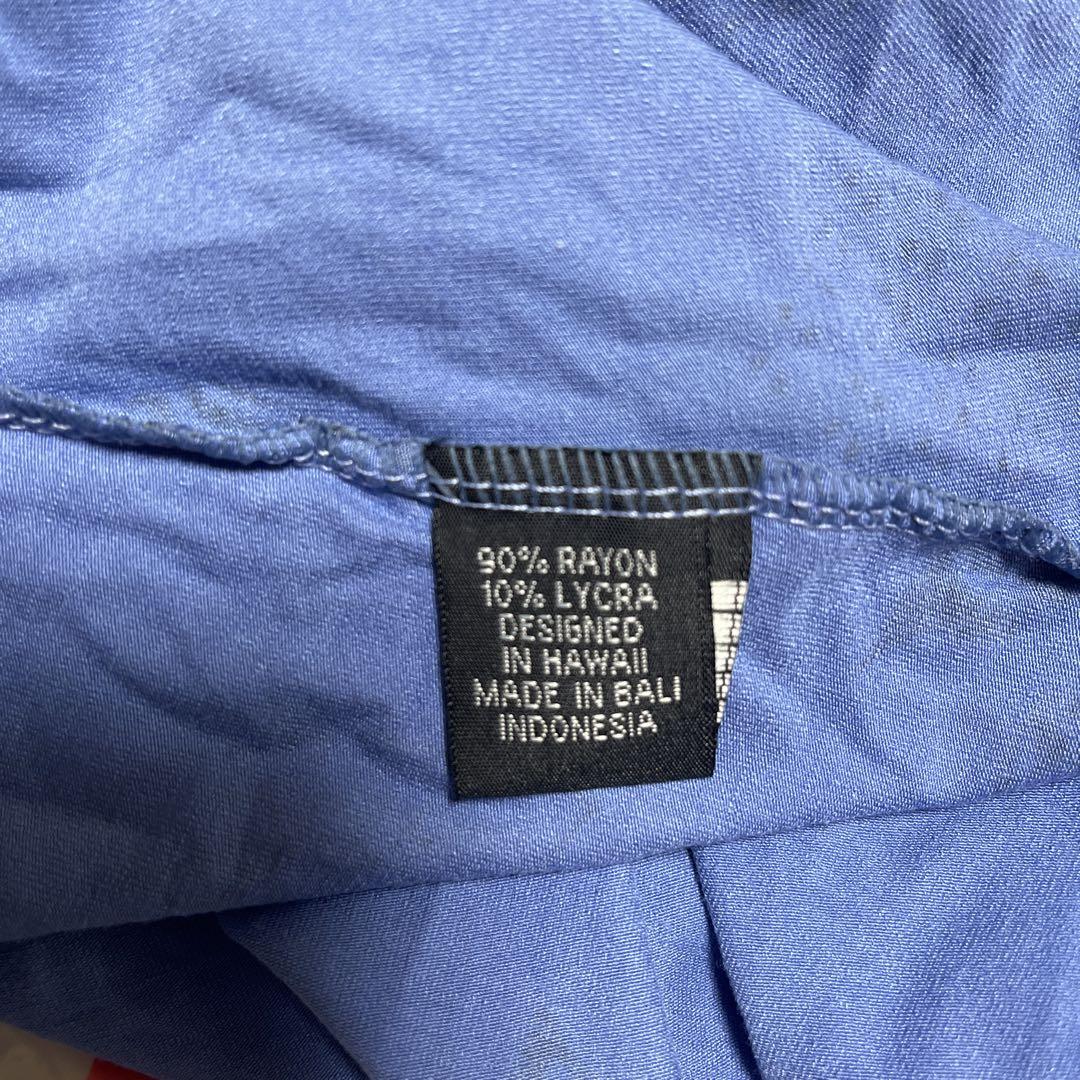 90% RAYON
10% LYCRA
DESIGNED
IN HAWAII
MADE IN BALI
INDONESIA